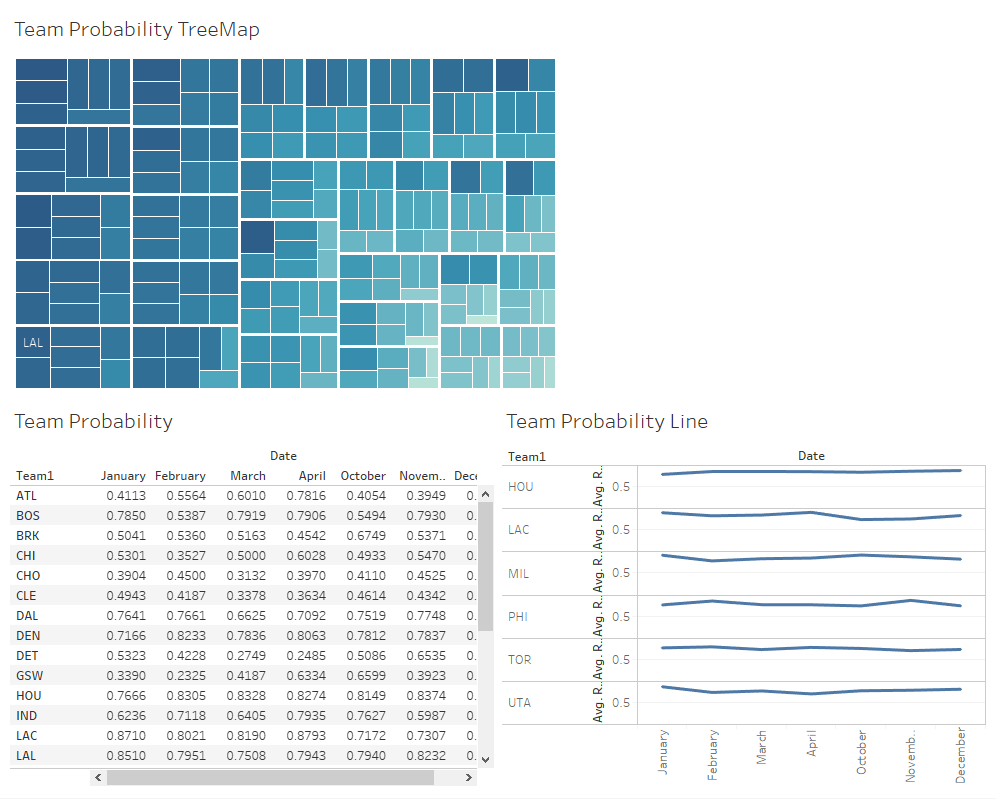 Team Probability TreeMap
LAL
Team Probability
Date
Team1 January February March April October Novem.. Dece
ATL 0.4113 0.5564 0.6010 0.7816 0.4054 0.3949 0.
BOS 0.7850 0.5387 0.7919 0.7906 0.5494 0.7930 0.
BRK 0.5041 0.5360 0.5163 0.4542 0.6749 0.5371 0.
CHI 0.5301 0.3527 0.5000 0.6028 0.4933 0.5470 0.
CHO 0.3904 0.4500 0.3132 0.3970 0.4110 0.4525 0.
CLE 0.4943 0.4187 0.3378 0.3634 0.4614 0.4342 0.
DAL 0.7641 0.7661 0.6625 0.7092 0.7519 0.7748 0.
DEN 0.7166 0.8233 0.7836 0.8063 0.7812 0.7837 0.
DET 0.5323 0.4228 0.2749 0.2485 0.5086 0.6535 0.
GSW 0.3390 0.2325 0.4187 0.6334 0.6599 0.3923 0.
HOU 0.7666 0.8305 0.8328 0.8274 0.8149 0.8374 0.
IND 0.6236 0.7118 0.6405 0.7935 0.7627 0.5987 0.
LAC 0.8710 0.8021 0.8190 0.8793 0.7172 0.7307 0.
LAL 0.8510 0.7951 0.7508 0.7943 0.7940 0.8232 0.
Team Probability Line
Team1 Date
HOU Avg. R.. 0.5
LAC Avg. R.. 0.5
MIL Avg. R.. 0.5
PHI Avg. R.. 0.5
TOR Avg. R.. 0.5
UTA Avg. R.. 0.5
January
February
March
April
October
Novemb..
December